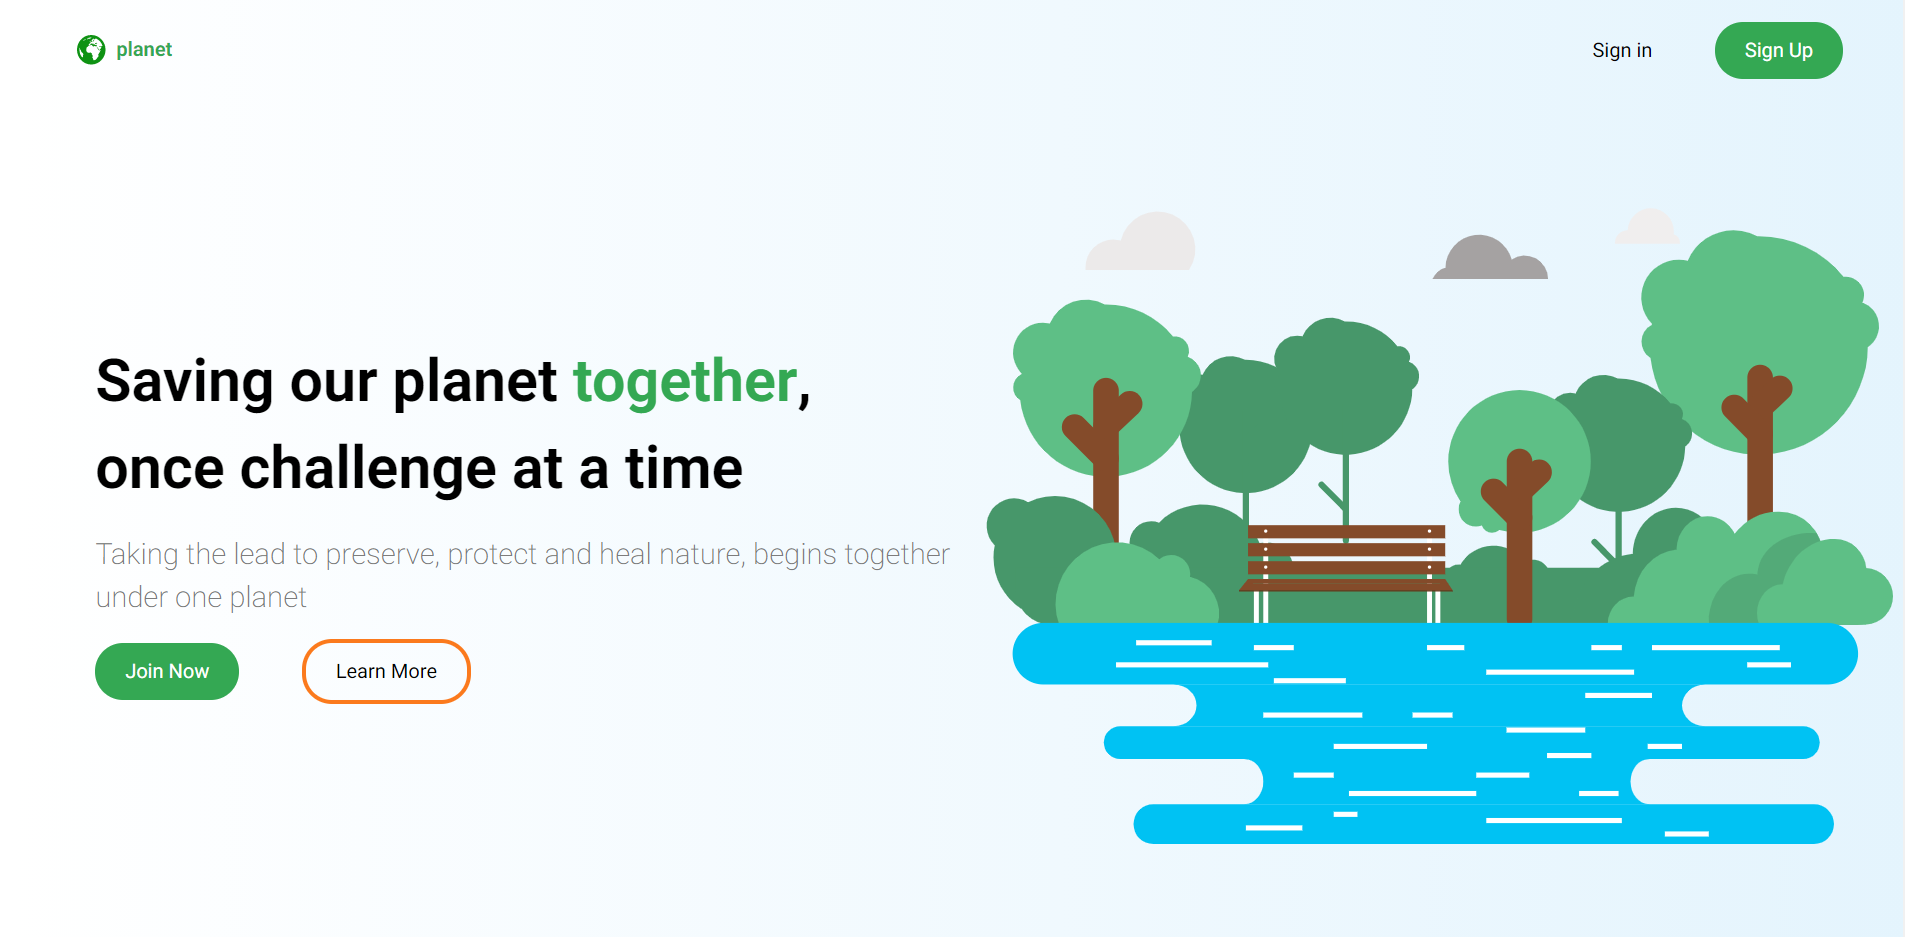 planet
Sign in
Sign Up
Saving our planet together,
once challenge at a time
Taking the lead to preserve, protect and heal nature, begins together
under one planet
Join Now
Learn More